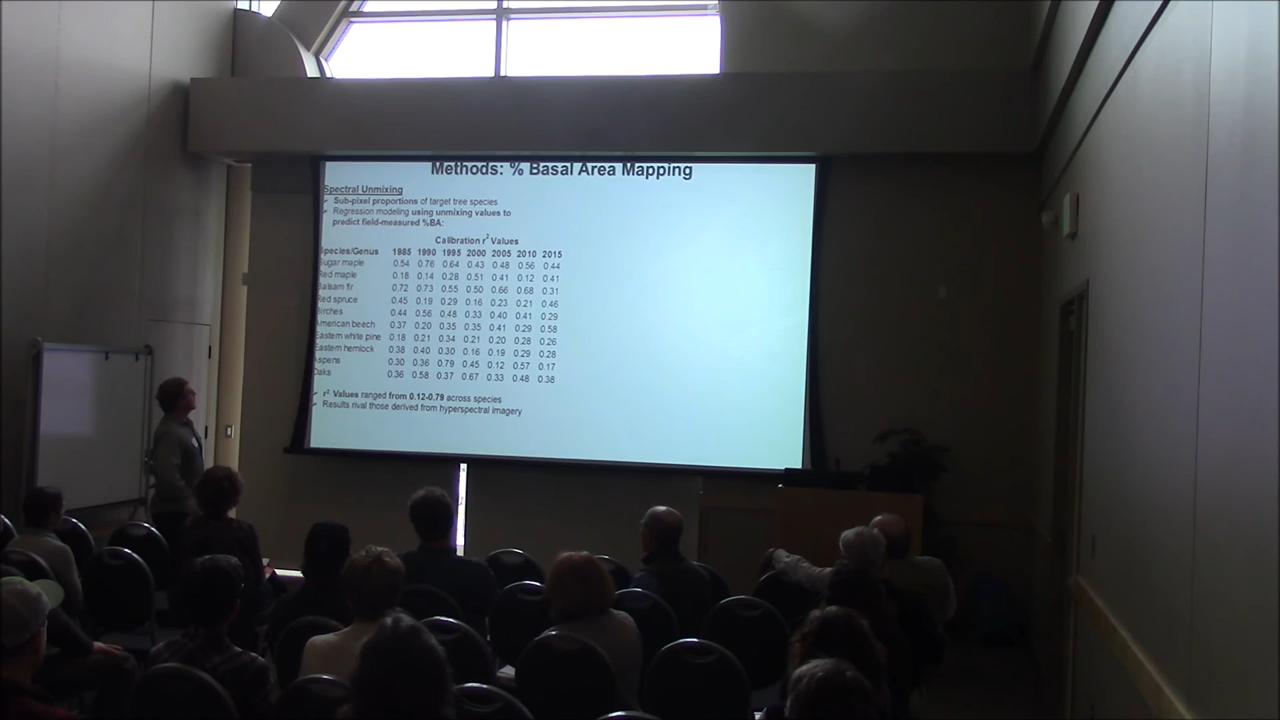 Methods: % Basal Area Mapping
Spectral Unmixing
➢ Sub-pixel proportions of target tree species
➢ Regression modeling using unmixing values to
predict field-measured %BA:
Calibration r² Values
Species/Genus 1985 1990 1995 2000 2005 2010 2015
Sugar maple 0.54 0.76 0.64 0.43 0.48 0.56 0.44
Red maple 0.18 0.14 0.28 0.51 0.41 0.12 0.41
Balsam fir 0.72 0.73 0.55 0.50 0.66 0.68 0.31
Red spruce 0.45 0.19 0.29 0.16 0.23 0.21 0.46
Birches 0.44 0.56 0.48 0.33 0.40 0.41 0.29
American beech 0.37 0.20 0.35 0.35 0.41 0.29 0.58
Eastern white pine 0.18 0.21 0.34 0.21 0.20 0.28 0.26
Eastern hemlock 0.38 0.40 0.30 0.16 0.19 0.29 0.28
Aspens 0.30 0.36 0.79 0.45 0.12 0.57 0.17
Oaks 0.36 0.58 0.37 0.67 0.33 0.48 0.38
➢ r² Values ranged from 0.12-0.79 across species
➢ Results rival those derived from hyperspectral imagery